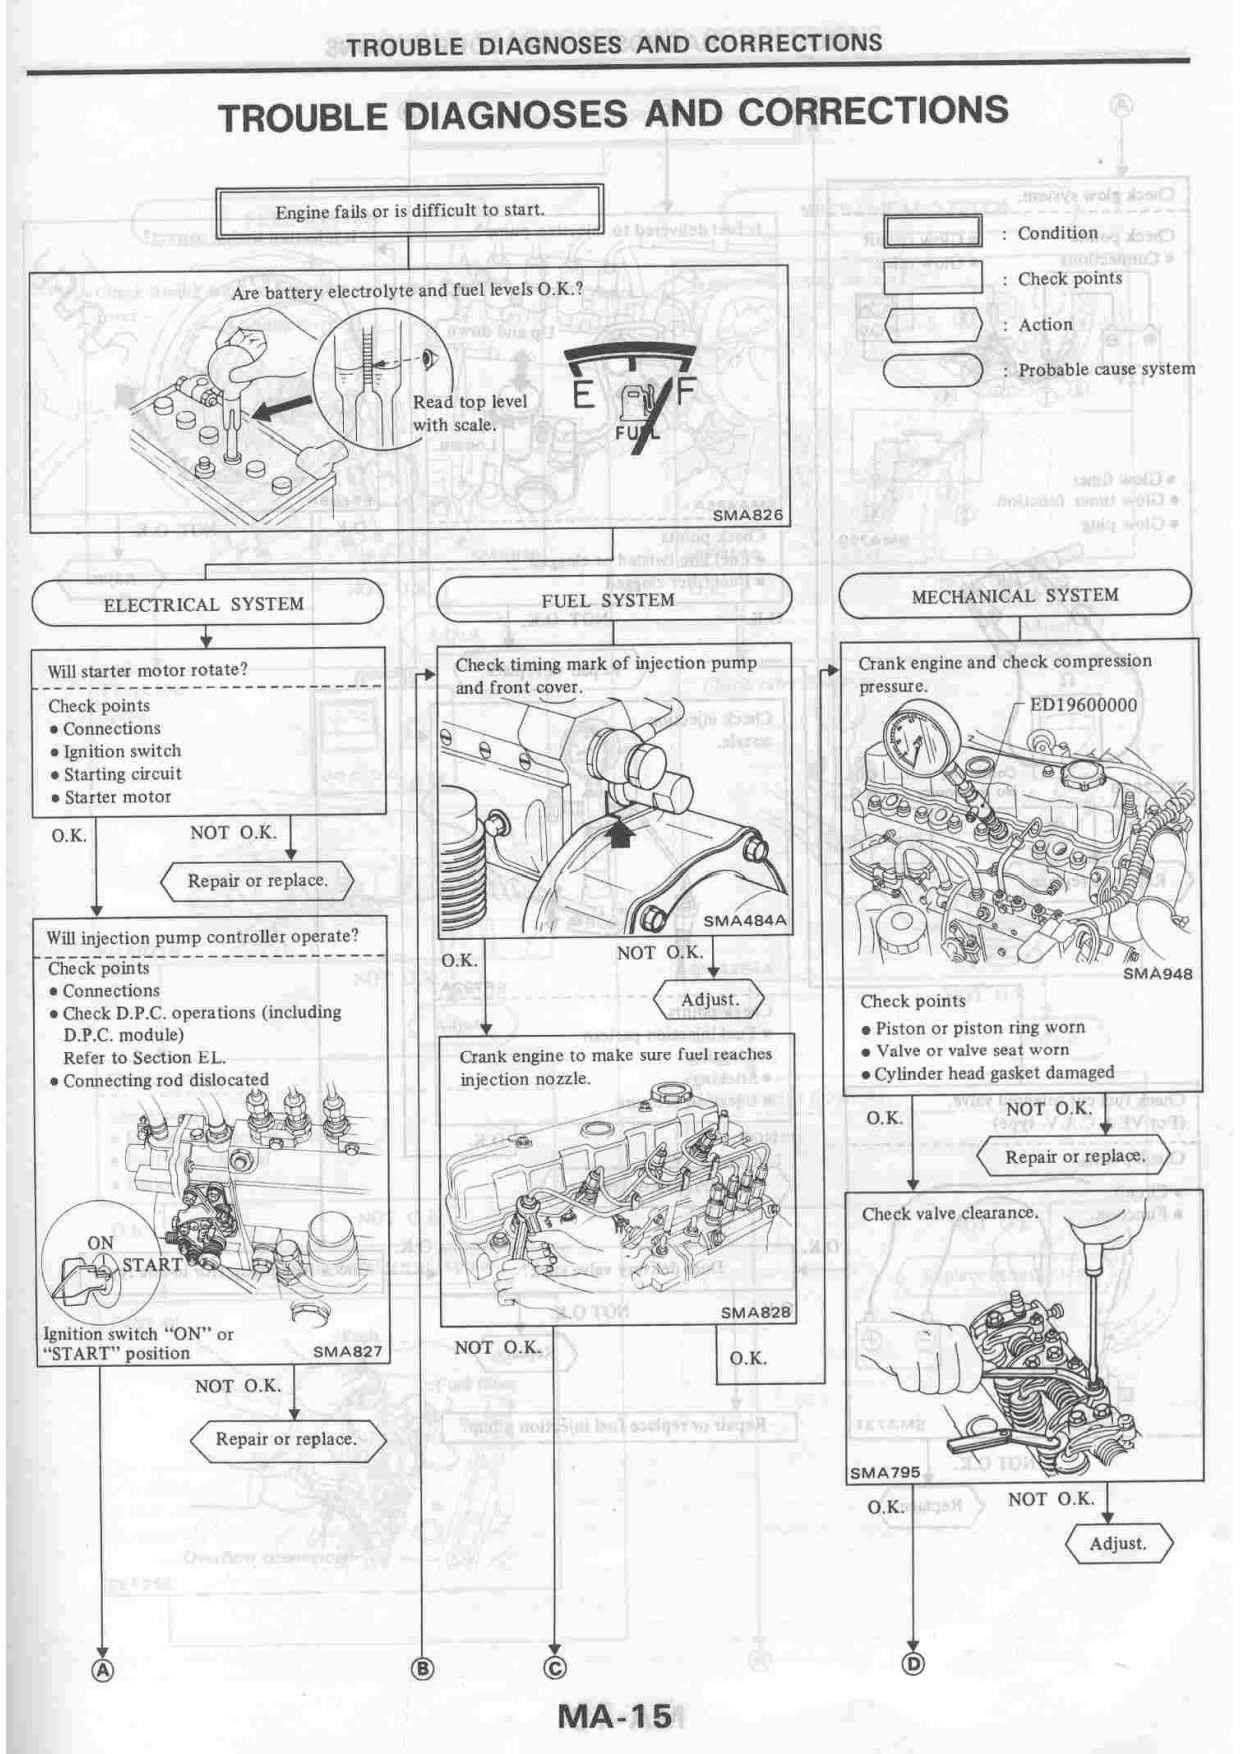 TROUBLE DIAGNOSES AND CORRECTIONS
TROUBLE DIAGNOSES AND CORRECTIONS
Engine fails or is difficult to start.
: Condition
: Check points
: Action
: Probable cause system
Are battery electrolyte and fuel levels O.K.?
Read top level
with scale.
E
F
FUEL
SMA826
ELECTRICAL SYSTEM
Will starter motor rotate?
Check points
● Connections
● Ignition switch
● Starting circuit
● Starter motor
O.K.
NOT O.K.
Repair or replace.
Will injection pump controller operate?
Check points
● Connections
● Check D.P.C. operations (including
D.P.C. module)
Refer to Section EL.
● Connecting rod dislocated
ON
START
Ignition switch “ON” or
“START” position
SMA827
NOT O.K.
Repair or replace.
A
FUEL SYSTEM
Check timing mark of injection pump
and front cover.
SMA484A
O.K.
NOT O.K.
Adjust.
Crank engine to make sure fuel reaches
injection nozzle.
SMA828
NOT O.K.
O.K.
B
C
MECHANICAL SYSTEM
Crank engine and check compression
pressure.
ED19600000
SMA948
Check points
● Piston or piston ring worn
● Valve or valve seat worn
● Cylinder head gasket damaged
O.K.
NOT O.K.
Repair or replace.
Check valve clearance.
SMA795
O.K.
NOT O.K.
Adjust.
D
MA-15